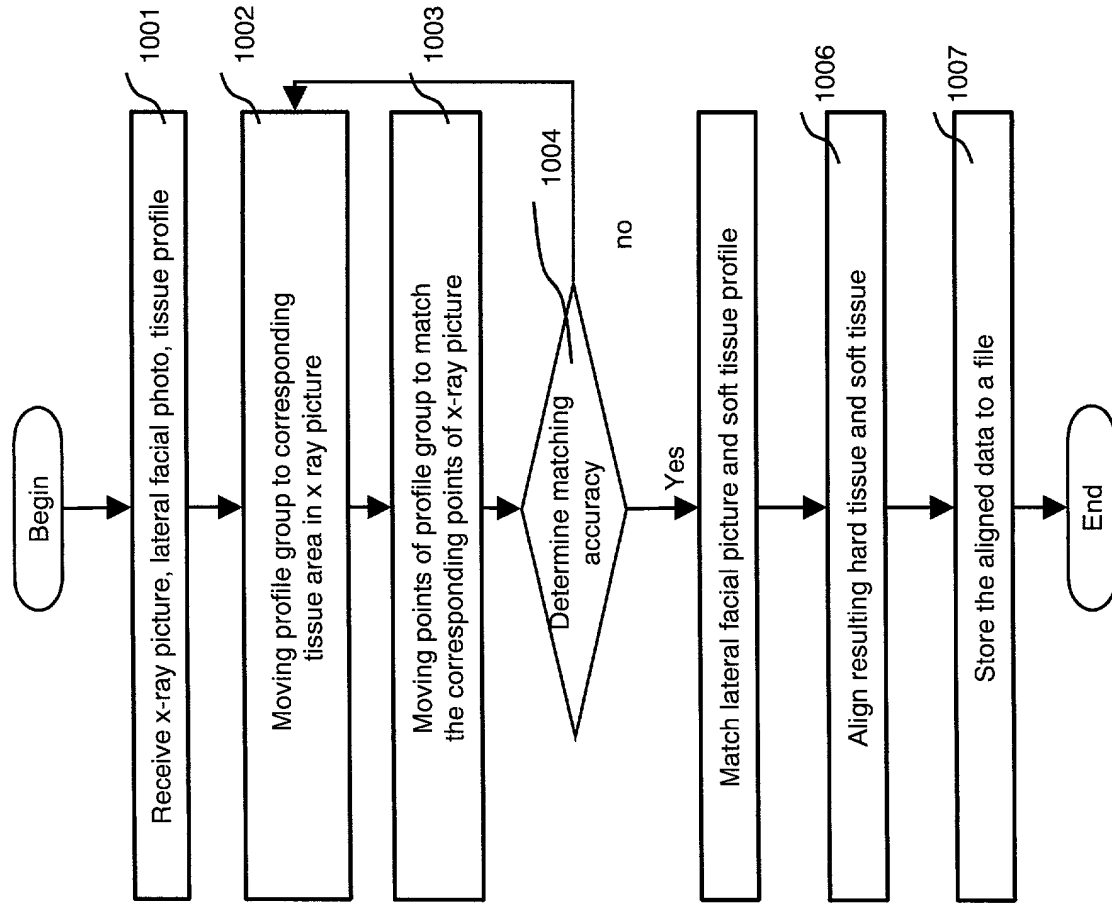 Begin
1001
Receive x-ray picture, lateral facial photo, tissue profile
1002
Moving profile group to corresponding
tissue area in x ray picture
1003
Moving points of profile group to match
the corresponding points of x-ray picture
1004
Determine matching
accuracy
no
Yes
Match lateral facial picture and soft tissue profile
1006
Align resulting hard tissue and soft tissue
1007
Store the aligned data to a file
End